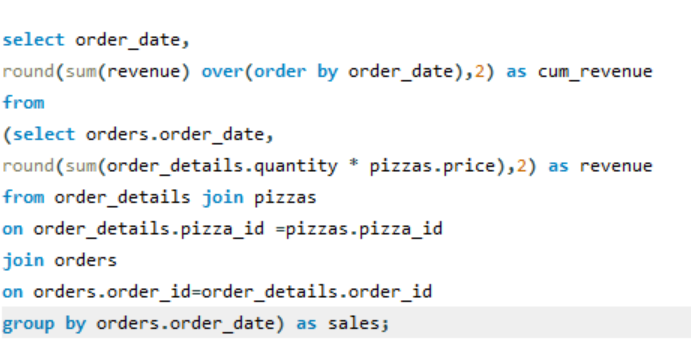 select order_date,
round(sum(revenue) over(order by order_date),2) as cum_revenue
from
(select orders.order_date,
round(sum(order_details.quantity * pizzas.price),2) as revenue
from order_details join pizzas
on order_details.pizza_id =pizzas.pizza_id
join orders
on orders.order_id=order_details.order_id
group by orders.order_date) as sales;